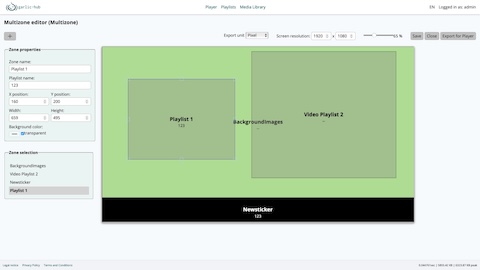 garlic-hub
Player Playlists Media Library
EN Logged in as: admin
Multizone editor (Multizone)
Export unit Pixel Screen resolution: 1920 x 1080 65 % Save Close Export for Player
Zone properties
Zone name:
Playlist 1
Playlist name:
123
X position: Y position:
160 200
Width: Height:
659 495
Background color:
transparent
Zone selection
BackgroundImages
Video Playlist 2
Newsticker
Playlist 1
Playlist 1
123
BackgroundImages
--
Video Playlist 2
--
Newsticker
123
Legal notice Privacy Policy Terms and Conditions